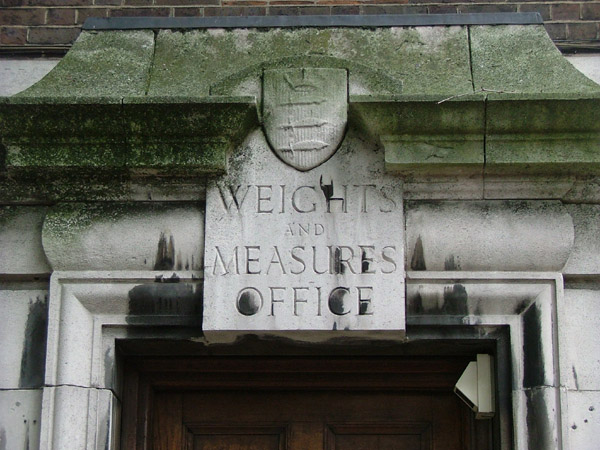 WEIGHTS
AND
MEASURES
OFFICE